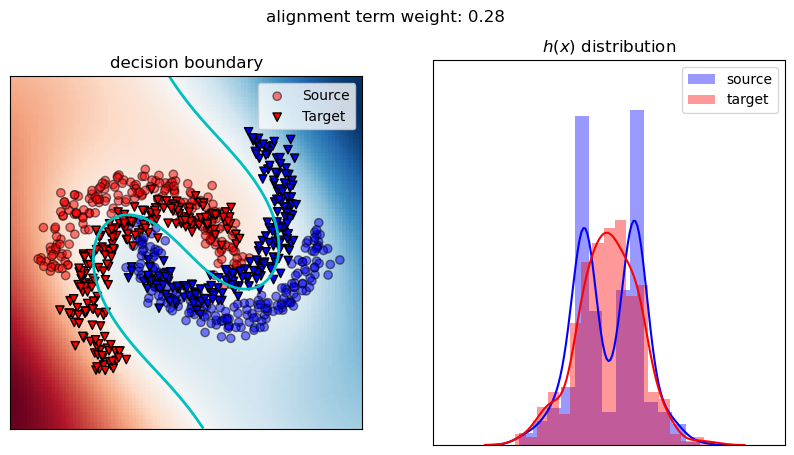 alignment term weight: 0.28
decision boundary
Source
Target
h(x) distribution
source
target